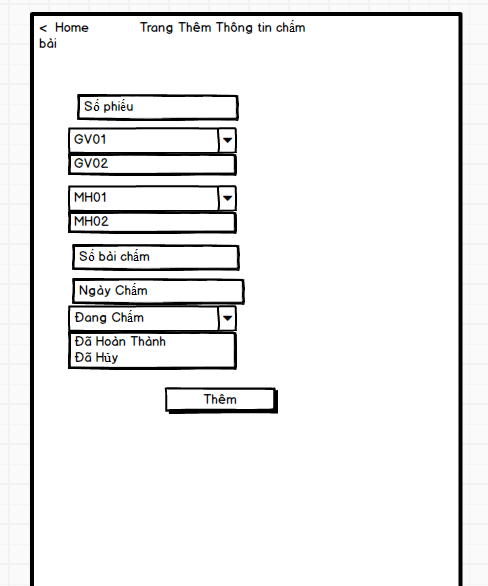 < Home Trang Thêm Thông tin chấm
bài
Số phiếu
GV01
GV02
MH01
MH02
Số bài chấm
Ngày Chấm
Đang Chấm
Đã Hoàn Thành
Đã Hủy
Thêm